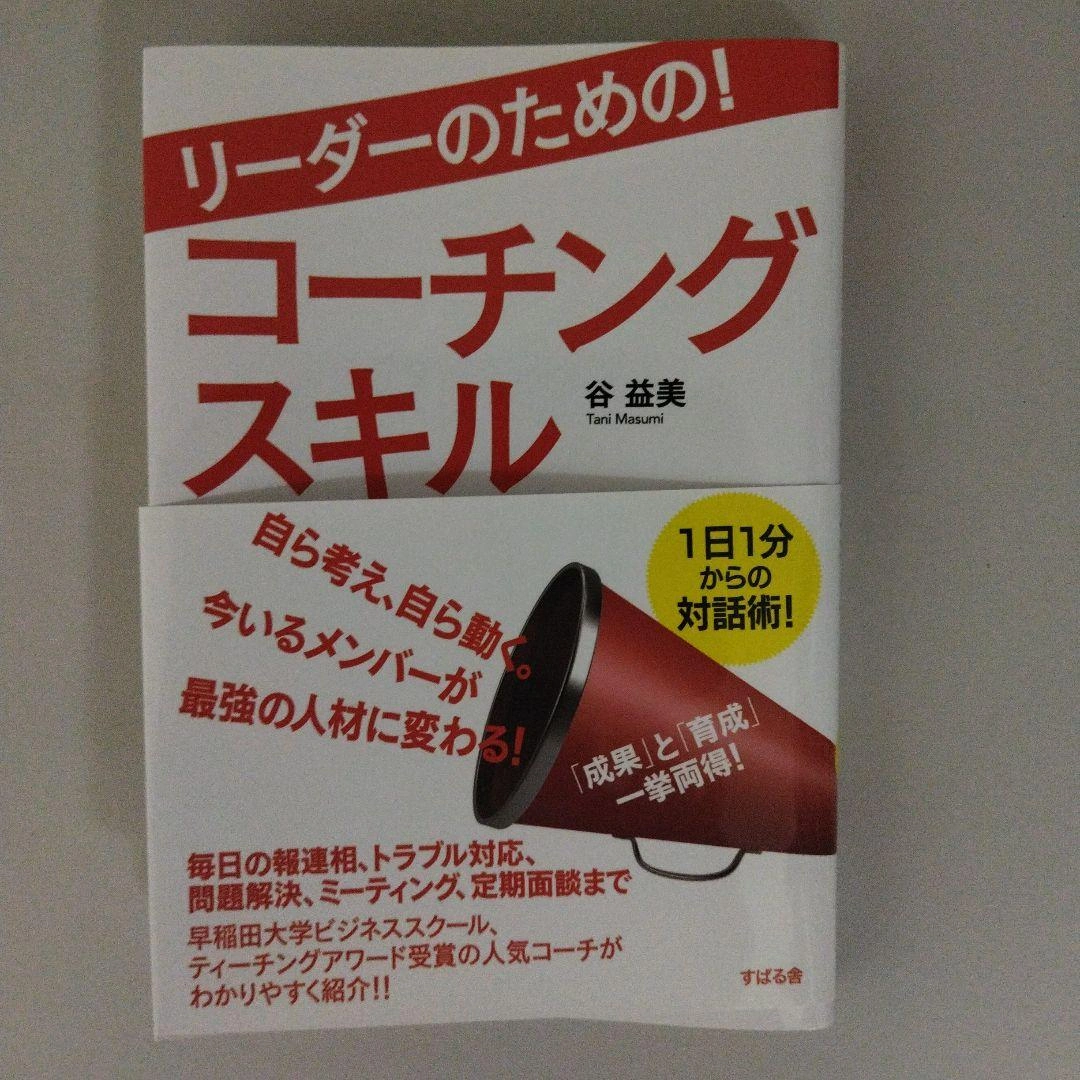 リーダーのための!
コーチング
スキル
谷 益美
Tani Masumi
1日1分
からの
対話術!
自ら考え、自ら動く。
今いるメンバーが
最強の人材に変わる!
「成果」と「育成」
一挙両得!
毎日の報連相、トラブル対応、
問題解決、ミーティング、定期面談まで
早稲田大学ビジネススクール、
ティーチングアワード受賞の人気コーチが
わかりやすく紹介!!
すばる舎